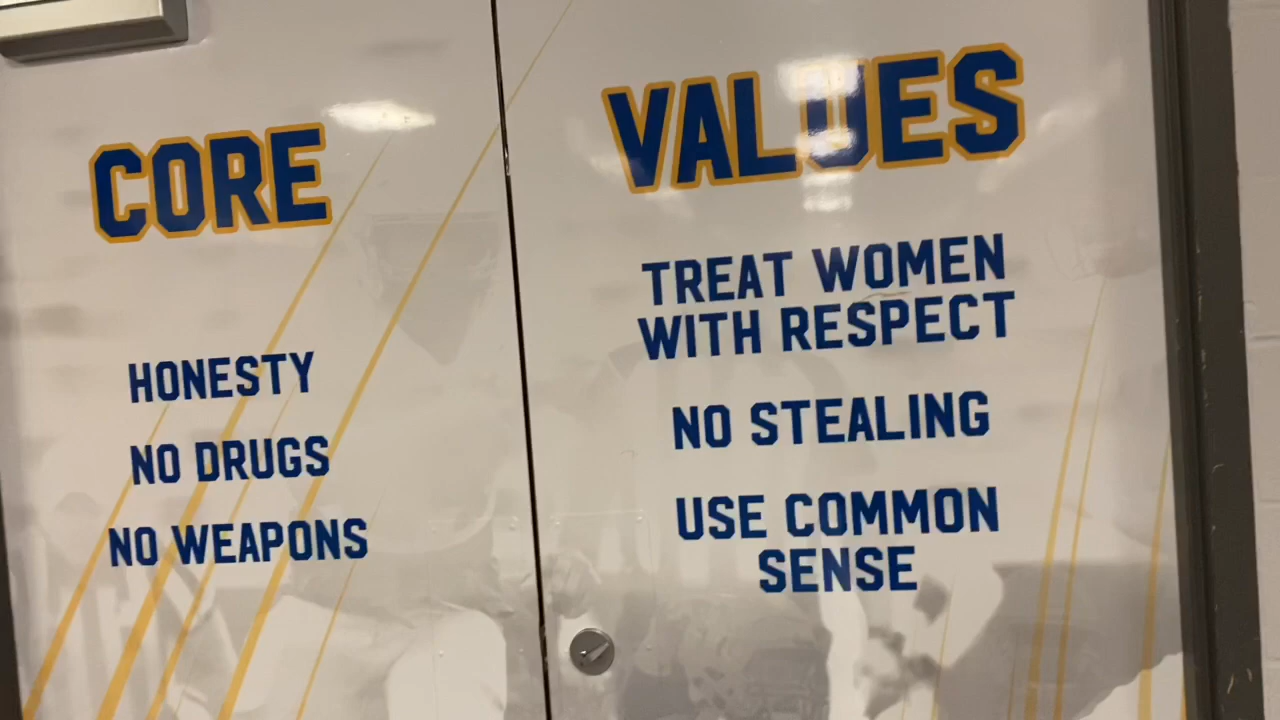 CORE VALUES
HONESTY
NO DRUGS
NO WEAPONS
TREAT WOMEN
WITH RESPECT
NO STEALING
USE COMMON
SENSE